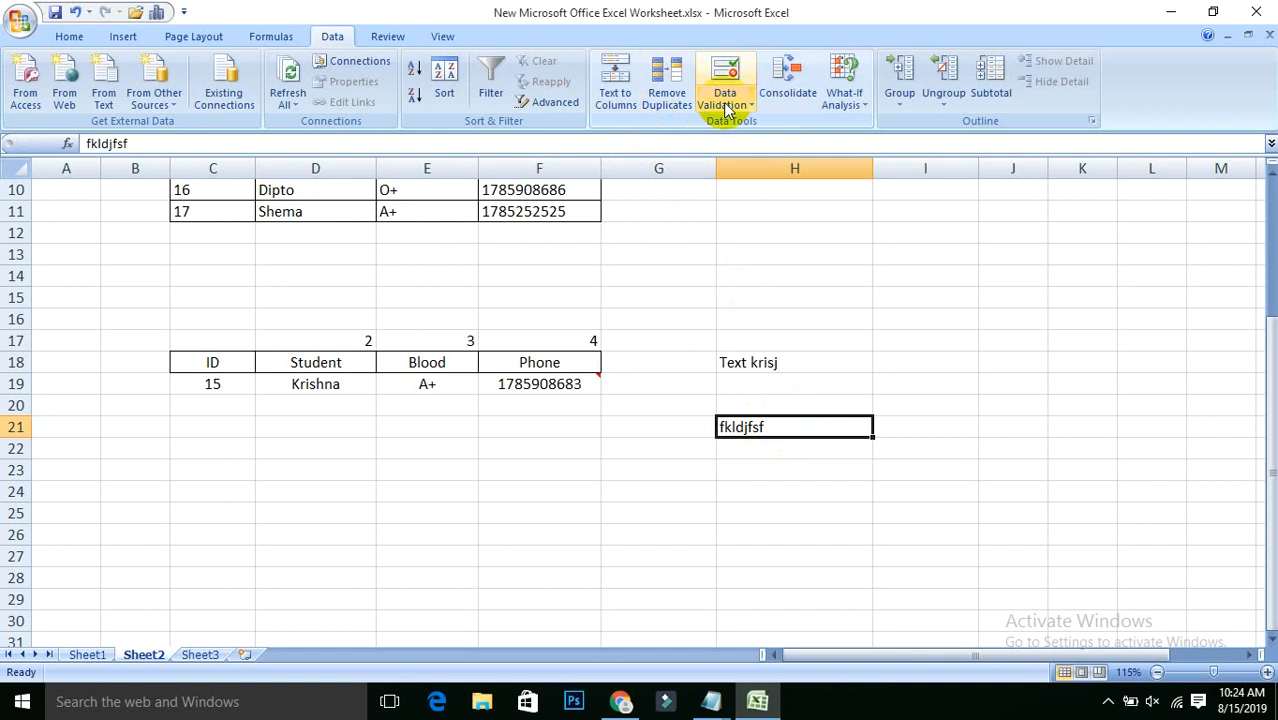 New Microsoft Office Excel Worksheet.xlsx - Microsoft Excel
Home Insert Page Layout Formulas Data Review View
From Access
From Web
From Text
From Other Sources
Existing Connections
Get External Data
Refresh All
Connections
Properties
Edit Links
Connections
Sort
Filter
Clear
Reapply
Advanced
Sort & Filter
Text to Columns
Remove Duplicates
Data Validation
Consolidate
What-If Analysis
Data Tools
Group
Ungroup
Subtotal
Show Detail
Hide Detail
Outline
fx fkldjfsf
A B C D E F G H I J K L M
10 16 Dipto O+ 1785908686
11 17 Shema A+ 1785252525
12
13
14
15
16
17 2 3 4
18 ID Student Blood Phone Text krisj
19 15 Krishna A+ 1785908683
20
21 fkldjfsf
22
23
24
25
26
27
28
29
30
31
Activate Windows
Go to Settings to activate Windows.
Sheet1 Sheet2 Sheet3
Ready 115%
Search the web and Windows
10:24 AM
8/15/2019